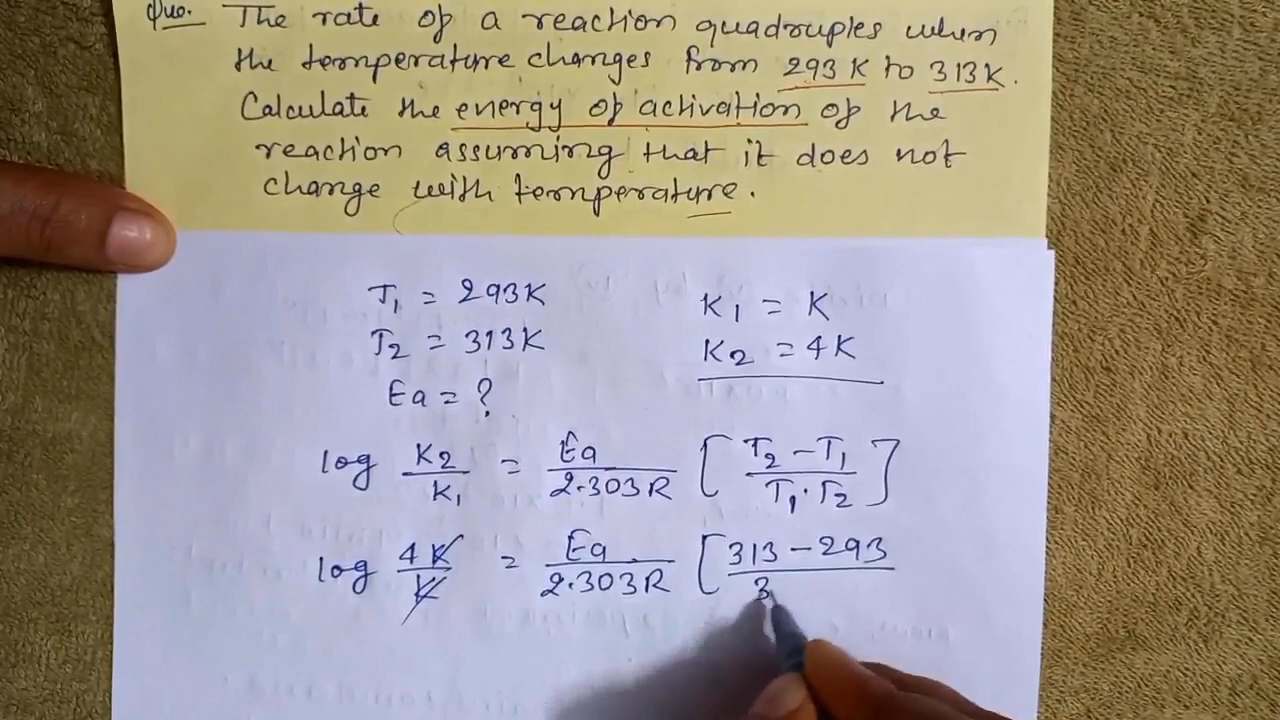 Que. The rate of a reaction quadruples when
the temperature changes from 293 K to 313 K.
Calculate the energy of activation of the
reaction assuming that it does not
change with temperature.
T₁ = 293K K₁ = K
T₂ = 313K K₂ = 4K
Ea = ?
log K₂/K₁ = Ea/2.303R [T₂ - T₁/T₁.T₂]
log 4K/K = Ea/2.303R [313 - 293/3